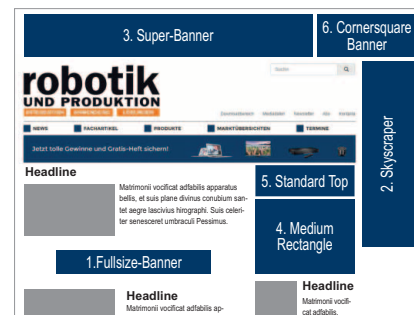 3. Super-Banner
6. Cornersquare
Banner
robotik
UND PRODUKTION
Suchen
NEWS
FACHARTIKEL
PRODUKTE
MARKTÜBERSICHTEN
TERMINE
Jetzt tolle Gewinne und Gratis-Heft sichern!
2. Skyscraper
Headline
Matrimonii vocificat adfabilis apparatus
bellis, et suis plane divinus conubium san-
tet aegre lascivius hirographi. Suis celeri-
ter senesceret umbraculi Pessimus.
5. Standard Top
4. Medium
Rectangle
1.Fullsize-Banner
Headline
Matrimonii vocificat adfabilis ap-
Headline
Matrimonii vocifi-
cat adfabilis.